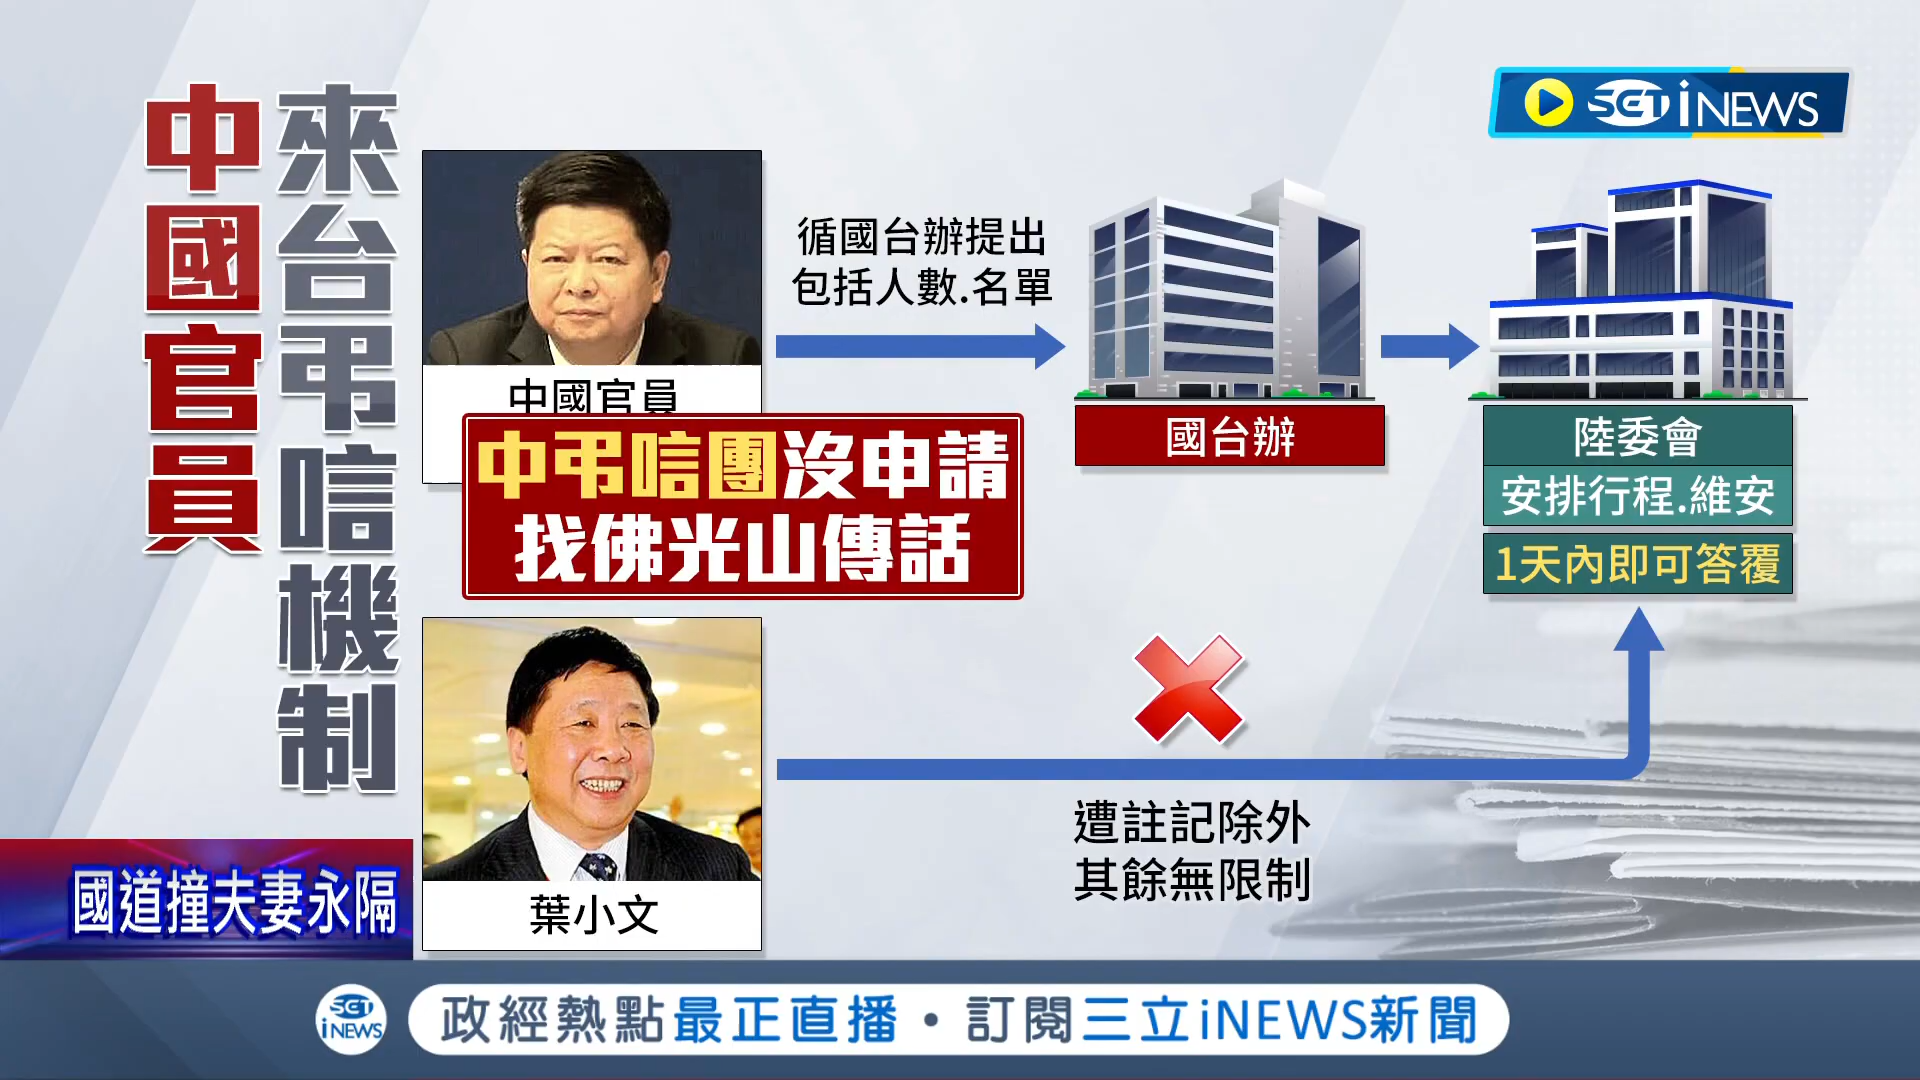 中國官員
來台弔唁機制
SET iNEWS
循國台辦提出
包括人數.名單
中國官員
中弔唁團沒申請
找佛光山傳話
國台辦
陸委會
安排行程.維安
1天內即可答覆
葉小文
遭註記除外
其餘無限制
國道撞夫妻永隔
SET
iNEWS
政經熱點最正直播·訂閱三立iNEWS新聞